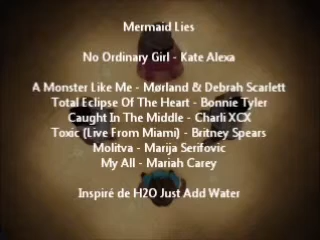 Mermaid Lies
No Ordinary Girl - Kate Alexa
A Monster Like Me - Mørland & Debrah Scarlett
Total Eclipse Of The Heart - Bonnie Tyler
Caught In The Middle - Charli XCX
Toxic (Live From Miami) - Britney Spears
Molitva - Marija Serifovic
My All - Mariah Carey
Inspiré de H2O Just Add Water